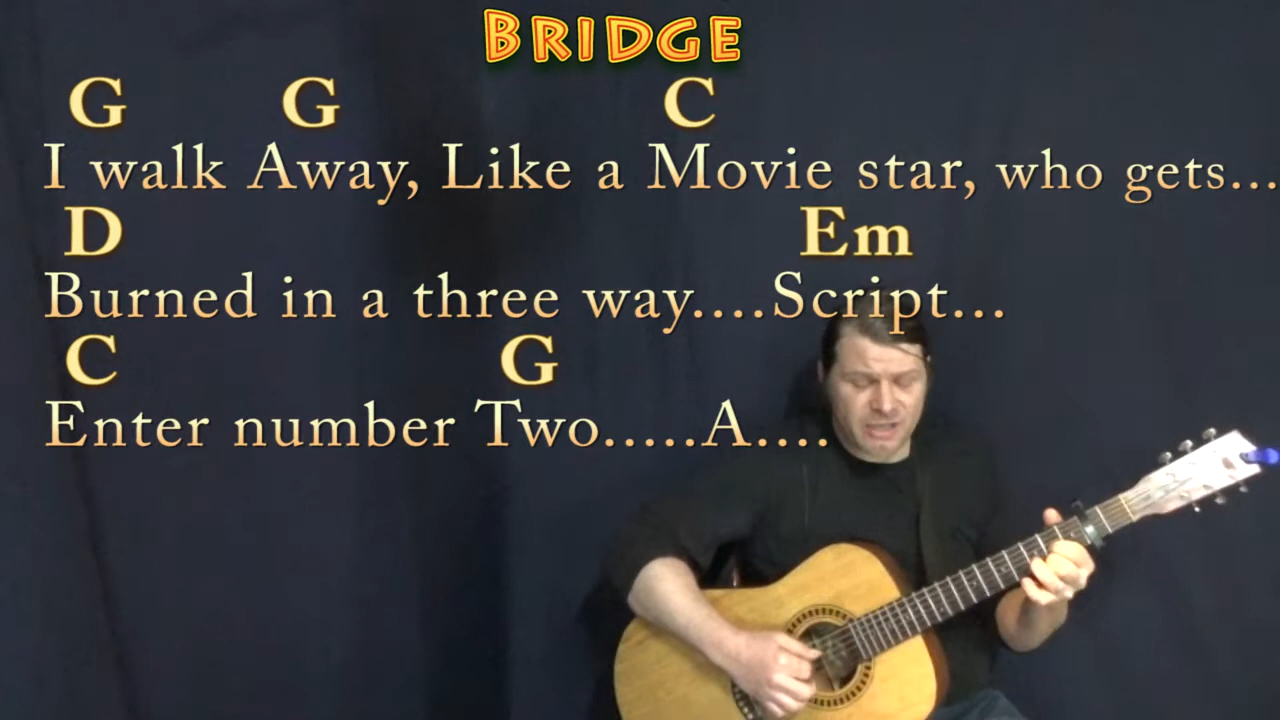 BRIDGE
G G C
I walk Away, Like a Movie star, who gets...
D Em
Burned in a three way....Script...
C G
Enter number Two.....A....